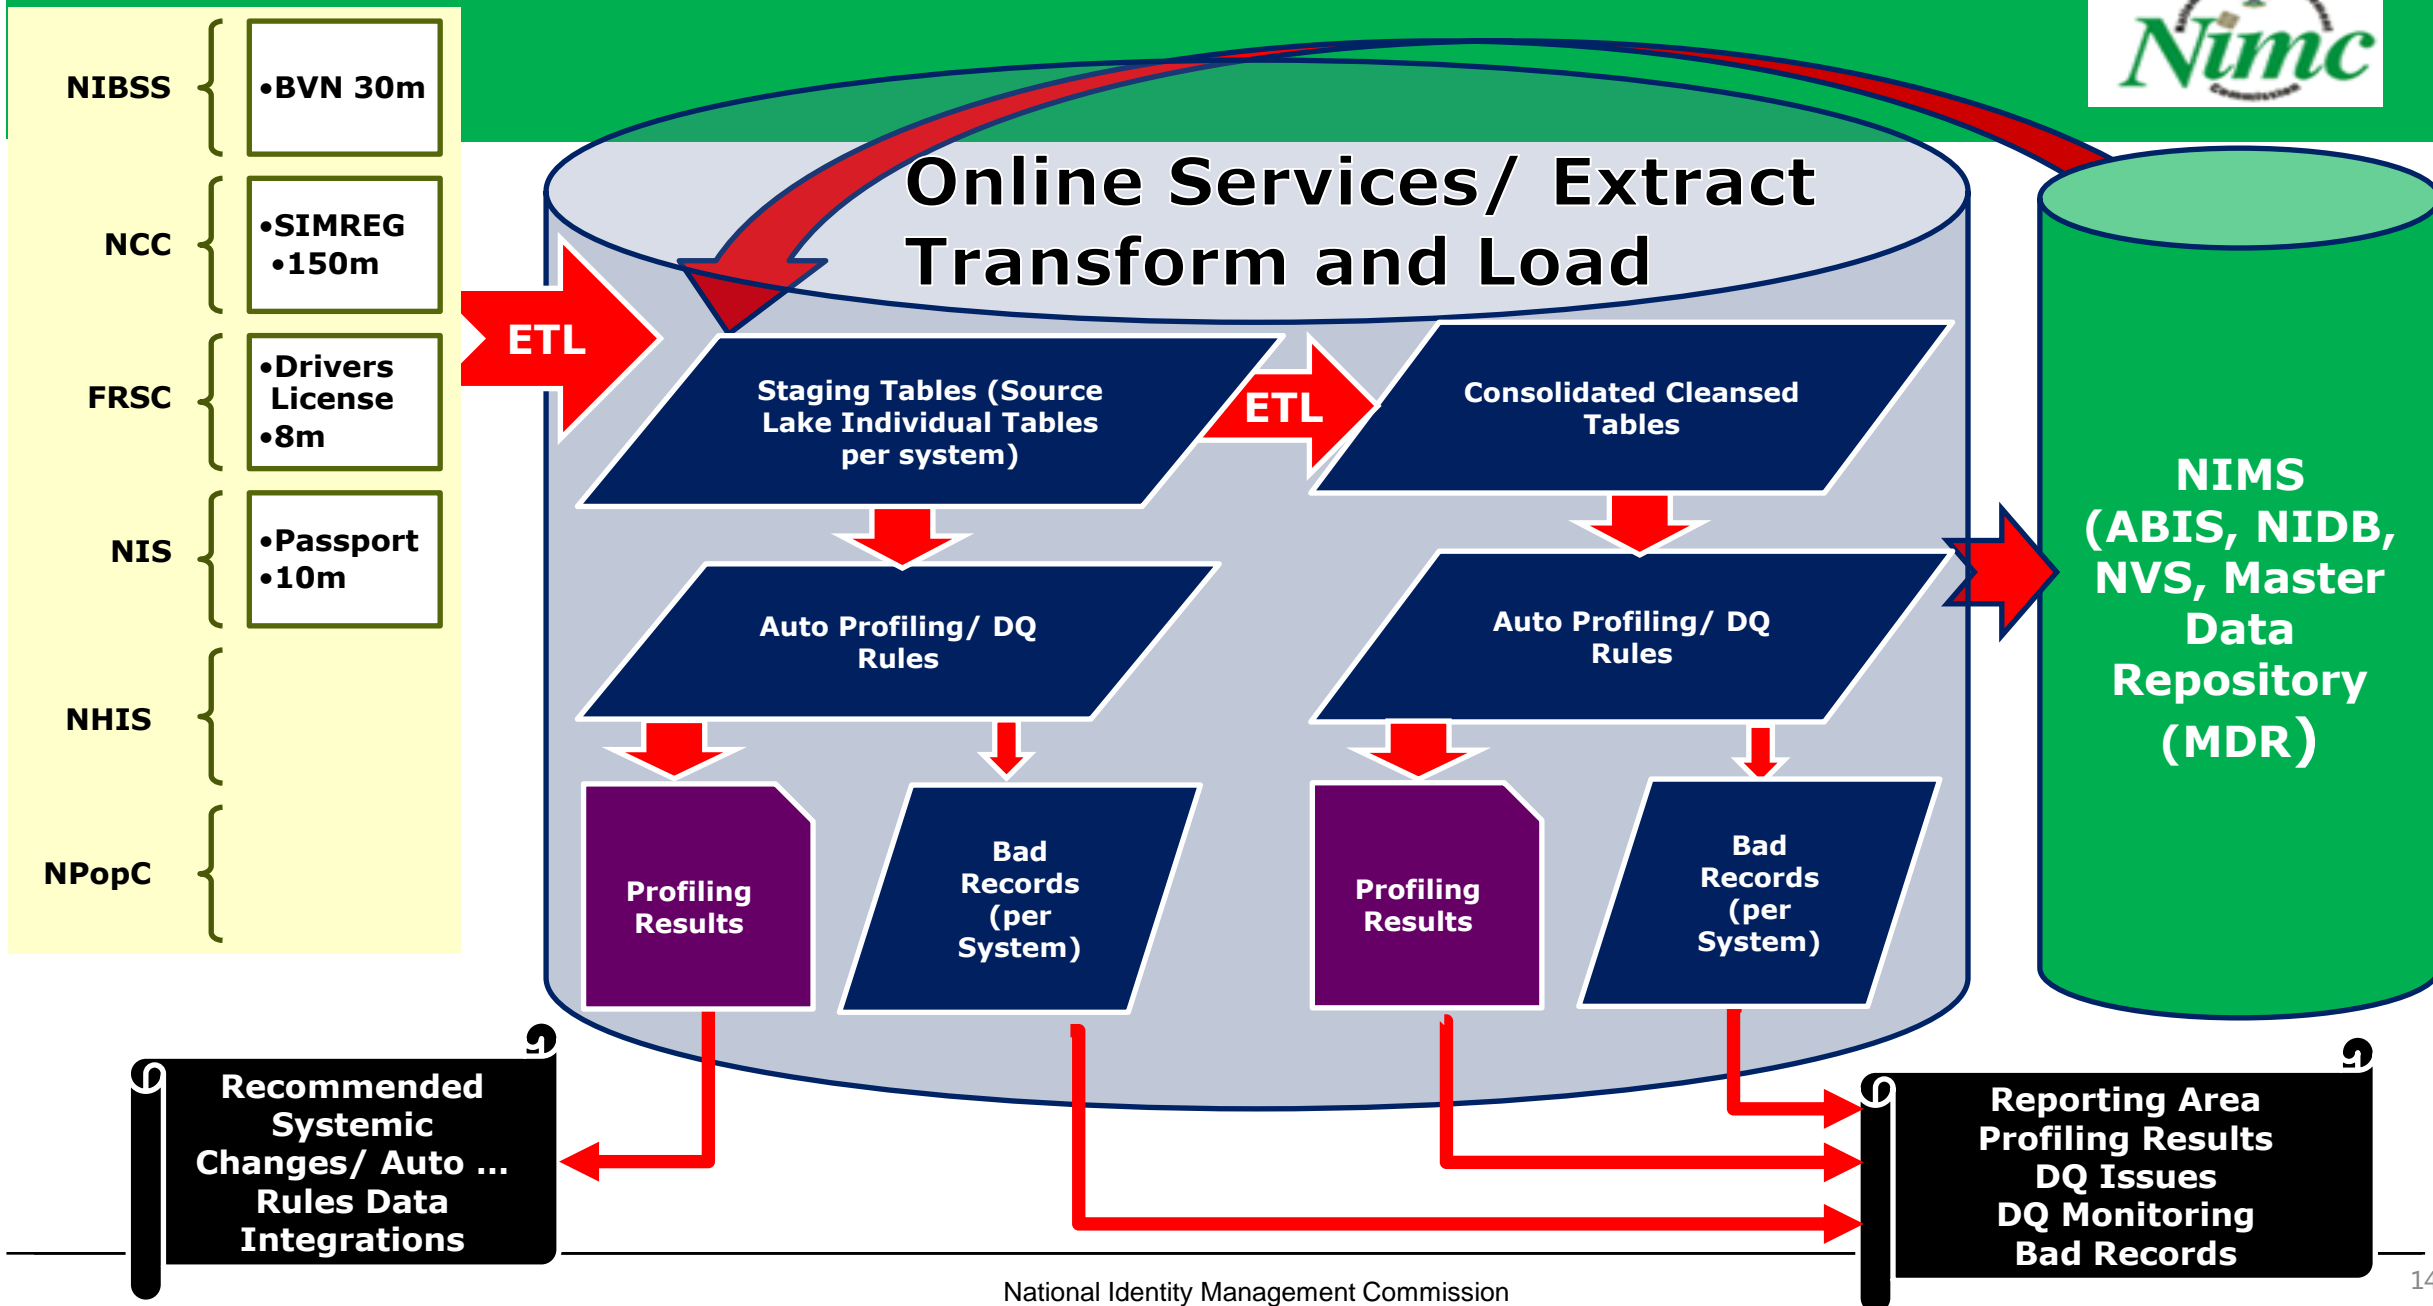 NIBSS
•BVN 30m
NCC
•SIMREG
•150m
FRSC
•Drivers
License
•8m
NIS
•Passport
•10m
NHIS
NPopC
Nimc
Commission
Online Services/ Extract
Transform and Load
ETL
Staging Tables (Source
Lake Individual Tables
per system)
ETL
Consolidated Cleansed
Tables
Auto Profiling/ DQ
Rules
Auto Profiling/ DQ
Rules
Profiling
Results
Bad
Records
(per
System)
Profiling
Results
Bad
Records
(per
System)
NIMS
(ABIS, NIDB,
NVS, Master
Data
Repository
(MDR)
Recommended
Systemic
Changes/ Auto ...
Rules Data
Integrations
Reporting Area
Profiling Results
DQ Issues
DQ Monitoring
Bad Records
National Identity Management Commission
14